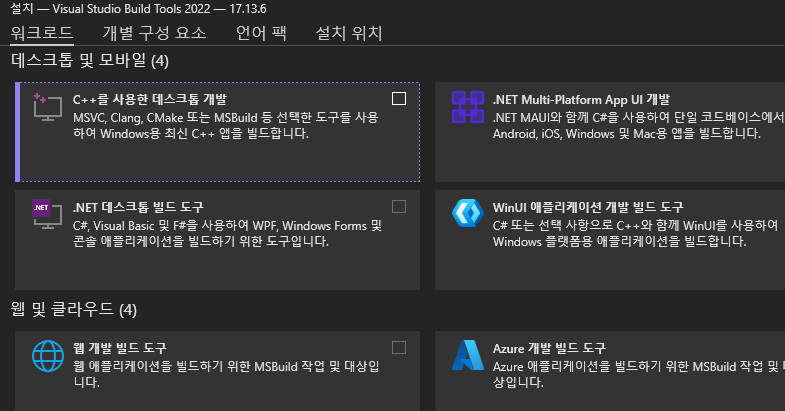 설치 — Visual Studio Build Tools 2022 — 17.13.6
워크로드 개별 구성 요소 언어 팩 설치 위치
데스크톱 및 모바일 (4)
C++를 사용한 데스크톱 개발
MSVC, Clang, CMake 또는 MSBuild 등 선택한 도구를 사용
하여 Windows용 최신 C++ 앱을 빌드합니다.
.NET Multi-Platform App UI 개발
.NET MAUI와 함께 C#을 사용하여 단일 코드베이스에서
Android, iOS, Windows 및 Mac용 앱을 빌드합니다.
.NET
.NET 데스크톱 빌드 도구
C#, Visual Basic 및 F#을 사용하여 WPF, Windows Forms 및
콘솔 애플리케이션을 빌드하기 위한 도구입니다.
WinUI 애플리케이션 개발 빌드 도구
C# 또는 선택 사항으로 C++와 함께 WinUI를 사용하여
Windows 플랫폼용 애플리케이션을 빌드합니다.
웹 및 클라우드 (4)
웹 개발 빌드 도구
웹 애플리케이션을 빌드하기 위한 MSBuild 작업 및 대상입
니다.
Azure 개발 빌드 도구
Azure 애플리케이션을 빌드하기 위한 MSBuild 작업 및
상입니다.